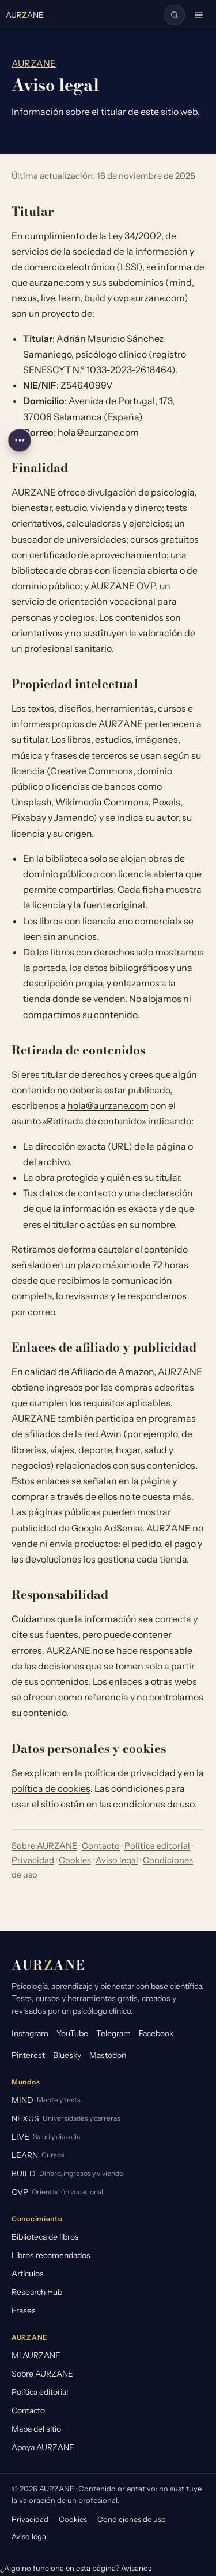 AURZANE
AURZANE
Aviso legal
Información sobre el titular de este sitio web.
Última actualización: 16 de noviembre de 2026
Titular
En cumplimiento de la Ley 34/2002, de
servicios de la sociedad de la información y de
comercio electrónico (LSSI), se informa de
que aurzane.com y sus subdominios (mind,
nexus, live, learn, build y ovp.aurzane.com)
son un proyecto de:
• Titular: Adrián Mauricio Sánchez
Samaniego, psicólogo clínico (registro
SENESCYT N.º 1033-2023-2618464).
• NIE/NIF: Z5464099V
• Domicilio: Avenida de Portugal, 173,
37005 Salamanca (España)
Correo: hola@aurzane.com
Finalidad
AURZANE ofrece divulgación de psicología,
bienestar, estudio, vivienda y dinero; tests
orientativos, calculadoras y ejercicios; un
buscador de universidades; cursos gratuitos
con certificado de aprovechamiento; una
biblioteca de obras con licencia abierta o de
dominio público; y AURZANE OVP, un
servicio de orientación vocacional para
personas y colegios. Los contenidos son
orientativos y no sustituyen la valoración de
un profesional sanitario.
Propiedad intelectual
Los textos, diseños, herramientas, cursos e
informes propios de AURZANE pertenecen a
su titular. Los libros, estudios, imágenes,
música y frases de terceros se usan según su
licencia (Creative Commons, dominio
público o licencias de bancos como
Unsplash, Wikimedia Commons, Pexels,
Pixabay y Jamendo) y se indica su autor, su
licencia y su origen.
• En la biblioteca solo se alojan obras de
dominio público o con licencia abierta que
permite compartirlas. Cada ficha muestra
la licencia y la fuente original.
• Los libros con licencia «no comercial» se
leen sin anuncios.
• De los libros con derechos solo mostramos
la portada, los datos bibliográficos y una
descripción propia, y enlazamos a la
tienda donde se venden. No alojamos ni
compartimos su contenido.
Retirada de contenidos
Si eres titular de derechos y crees que algún
contenido no debería estar publicado,
escríbenos a hola@aurzane.com con el
asunto «Retirada de contenido» indicando:
• La dirección exacta (URL) de la página o
del archivo.
• La obra protegida y quién es su titular.
• Tus datos de contacto y una declaración
de que la información es exacta y de que
eres el titular o actúas en su nombre.
Retiramos de forma cautelar el contenido
señalado en un plazo máximo de 72 horas
desde que recibimos la comunicación
completa, lo revisamos y te respondemos
por correo.
Enlaces de afiliado y publicidad
En calidad de Afiliado de Amazon, AURZANE
obtiene ingresos por las compras adscritas
que cumplen los requisitos aplicables.
AURZANE también participa en programas
de afiliados de la red Awin (por ejemplo, de
librerías, viajes, deporte, hogar, salud y
negocios) relacionados con sus contenidos.
Estos enlaces se señalan en la página y
comprar a través de ellos no te cuesta más.
Las páginas públicas pueden mostrar
publicidad de Google AdSense. AURZANE no
vende ni envía productos: el pedido, el pago y
las devoluciones los gestiona cada tienda.
Responsabilidad
Cuidamos que la información sea correcta y
cite sus fuentes, pero puede contener
errores. AURZANE no se hace responsable
de las decisiones que se tomen solo a partir
de sus contenidos. Los enlaces a otras webs
se ofrecen como referencia y no controlamos
su contenido.
Datos personales y cookies
Se explican en la política de privacidad y en la
política de cookies. Las condiciones para
usar el sitio están en las condiciones de uso.
Sobre AURZANE · Contacto · Política editorial ·
Privacidad · Cookies · Aviso legal · Condiciones
de uso
AURZANE
Psicología, aprendizaje y bienestar con base científica.
Tests, cursos y herramientas gratis, creados y
revisados por un psicólogo clínico.
Instagram YouTube Telegram Facebook
Pinterest Bluesky Mastodon
Mundos
MIND Mente y tests
NEXUS Universidades y carreras
LIVE Salud y día a día
LEARN Cursos
BUILD Dinero, ingresos y vivienda
OVP Orientación vocacional
Conocimiento
Biblioteca de libros
Libros recomendados
Artículos
Research Hub
Frases
AURZANE
Mi AURZANE
Sobre AURZANE
Política editorial
Contacto
Mapa del sitio
Apoya AURZANE
© 2026 AURZANE · Contenido orientativo: no sustituye
la valoración de un profesional.
Privacidad Cookies Condiciones de uso
Aviso legal
¿Algo no funciona en esta página? Avísanos